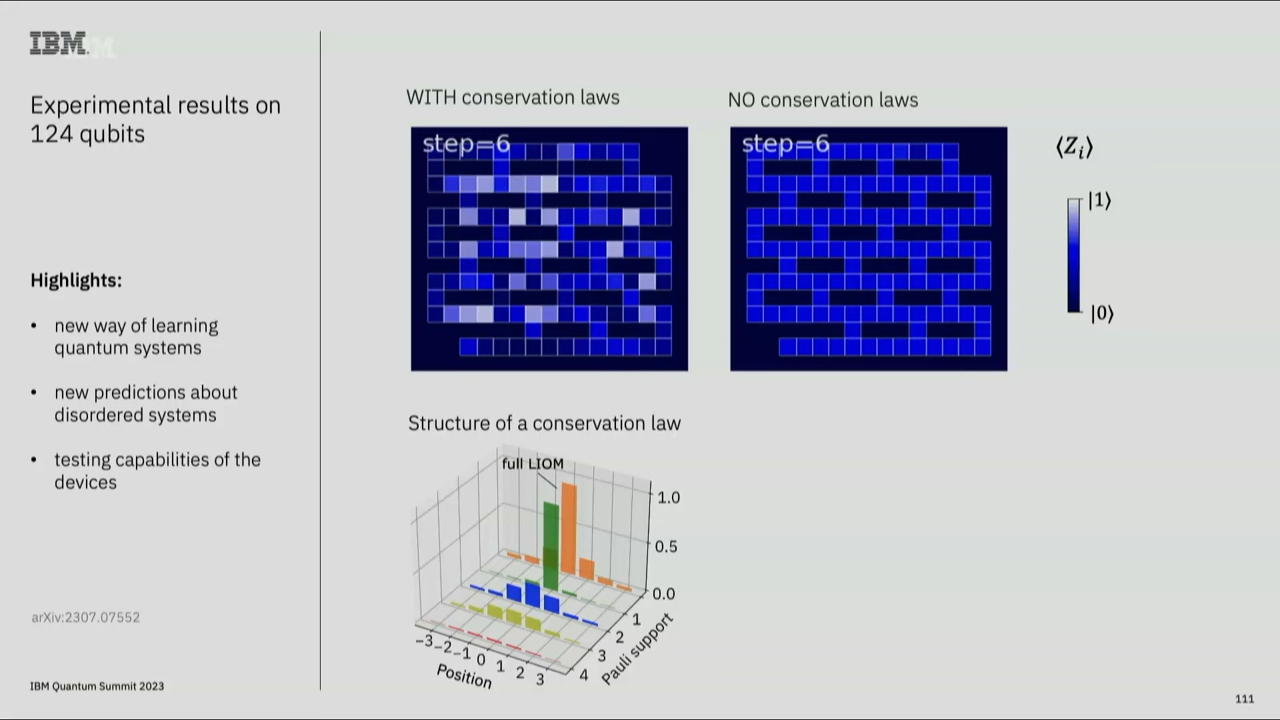 IBM
Experimental results on
124 qubits
Highlights:
• new way of learning
quantum systems
• new predictions about
disordered systems
• testing capabilities of the
devices
arXiv:2307.07552
IBM Quantum Summit 2023
WITH conservation laws
step=6
NO conservation laws
step=6
⟨Zᵢ⟩
|1⟩
|0⟩
Structure of a conservation law
full LIOM
1.0
0.5
0.0
1
2
3
4
Pauli support
−3 −2 −1 0 1 2 3
Position
111